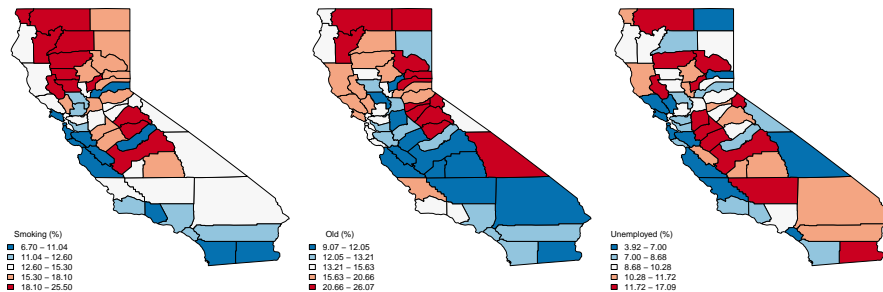 Smoking (%)
6.70 – 11.04
11.04 – 12.60
12.60 – 15.30
15.30 – 18.10
18.10 – 25.50
Old (%)
9.07 – 12.05
12.05 – 13.21
13.21 – 15.63
15.63 – 20.66
20.66 – 26.07
Unemployed (%)
3.92 – 7.00
7.00 – 8.68
8.68 – 10.28
10.28 – 11.72
11.72 – 17.09